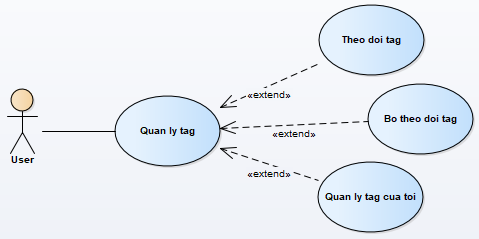 Theo doi tag
«extend»
Bo theo doi tag
Quan ly tag
«extend»
User
«extend»
Quan ly tag cua toi